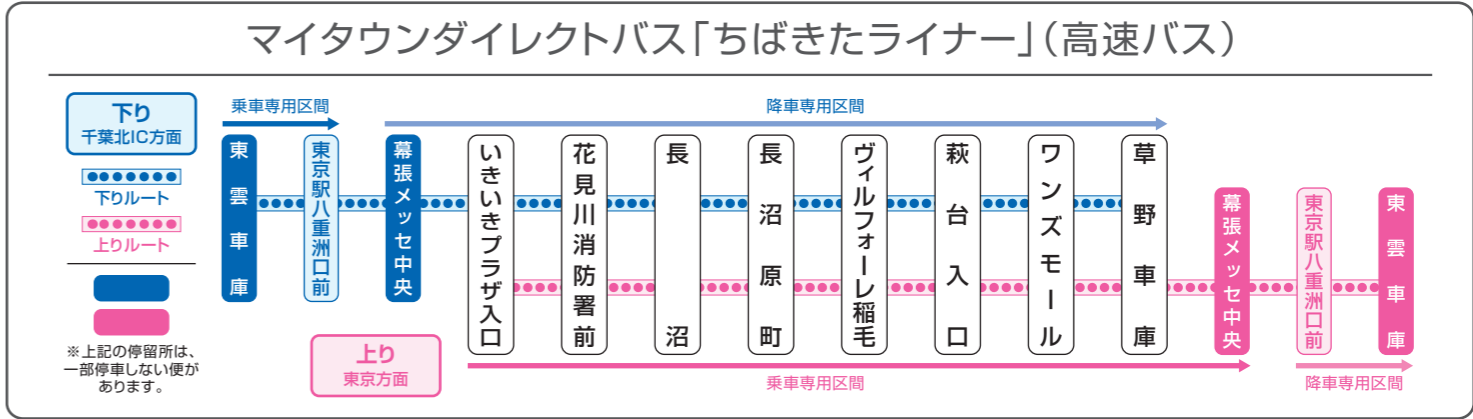 マイタウンダイレクトバス「ちばきたライナー」（高速バス）
下り
千葉北IC方面
下りルート
上りルート
※上記の停留所は、
一部停車しない便が
あります。
乗車専用区間
降車専用区間
東雲車庫
東京駅八重洲口前
幕張メッセ中央
いきいきプラザ入口
花見川消防署前
長沼
長沼原町
ヴィルフォーレ稲毛
萩台入口
ワンズモール
草野車庫
幕張メッセ中央
東京駅八重洲口前
東雲車庫
上り
東京方面
乗車専用区間
降車専用区間